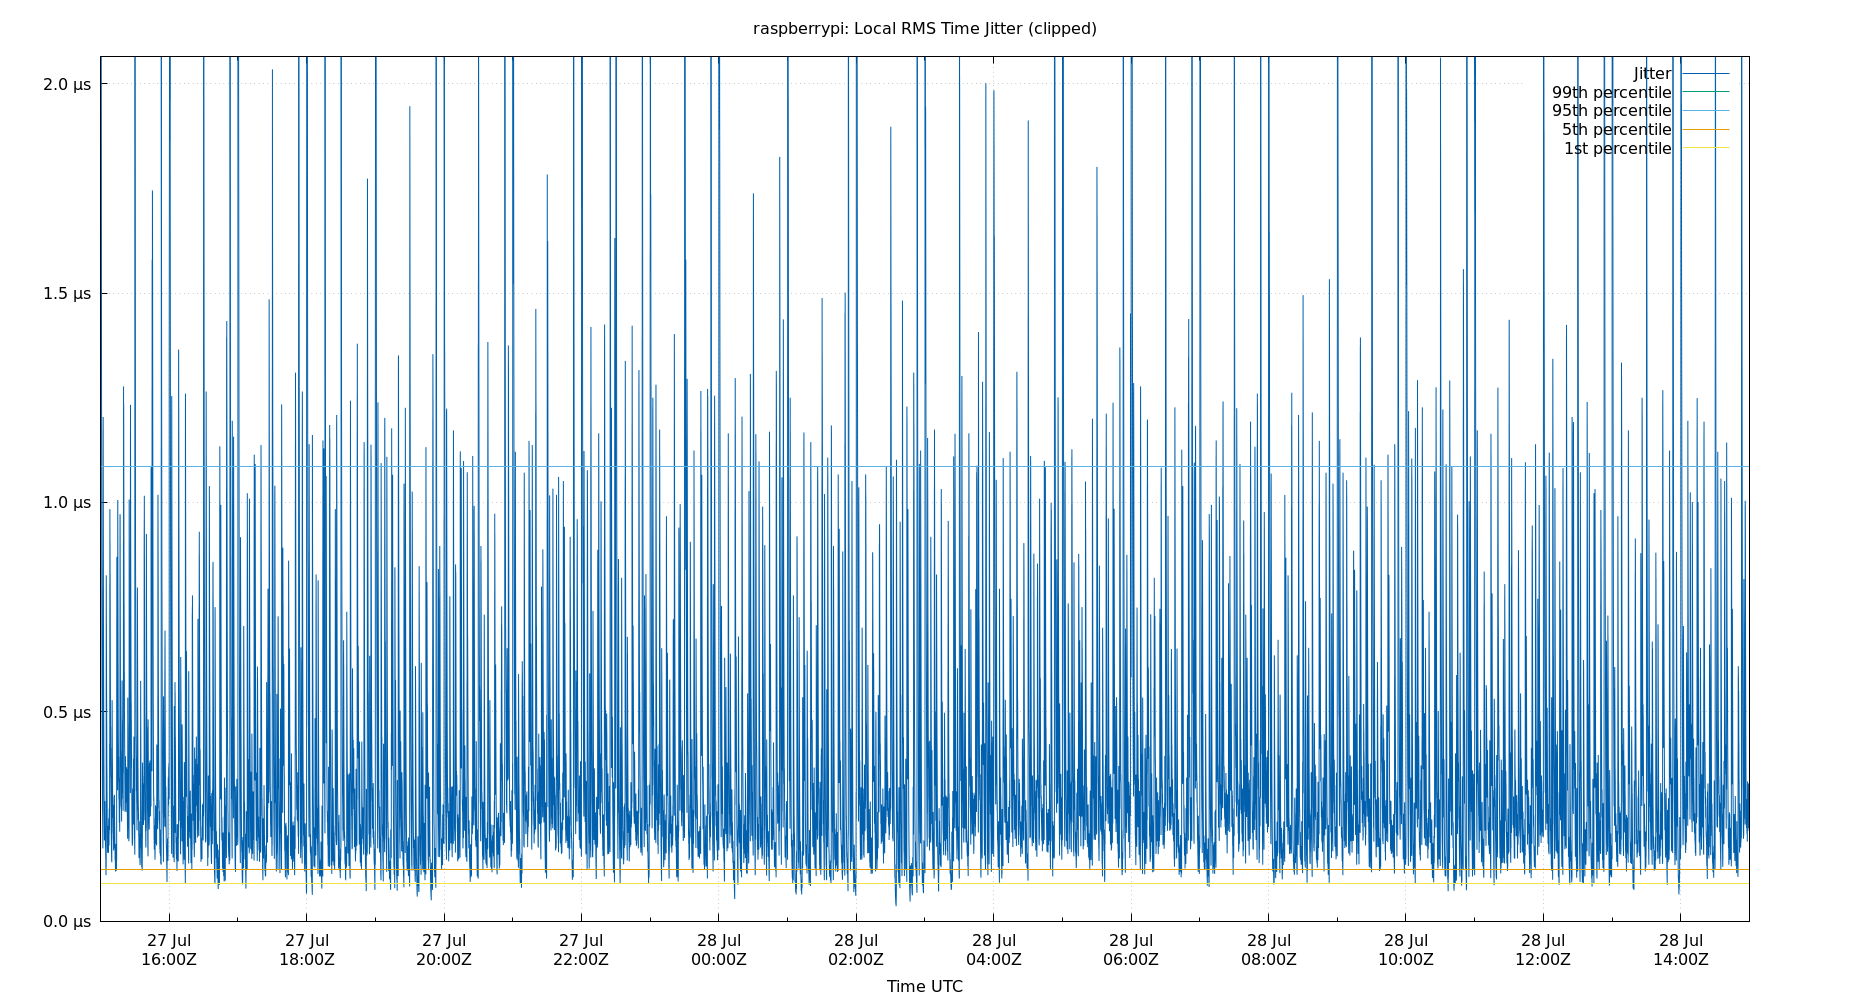 raspberrypi: Local RMS Time Jitter (clipped)
2.0 µs
1.5 µs
1.0 µs
0.5 µs
0.0 µs
Jitter
99th percentile
95th percentile
5th percentile
1st percentile
27 Jul 27 Jul 27 Jul 27 Jul 28 Jul 28 Jul 28 Jul 28 Jul 28 Jul 28 Jul 28 Jul 28 Jul
16:00Z 18:00Z 20:00Z 22:00Z 00:00Z 02:00Z 04:00Z 06:00Z 08:00Z 10:00Z 12:00Z 14:00Z
Time UTC